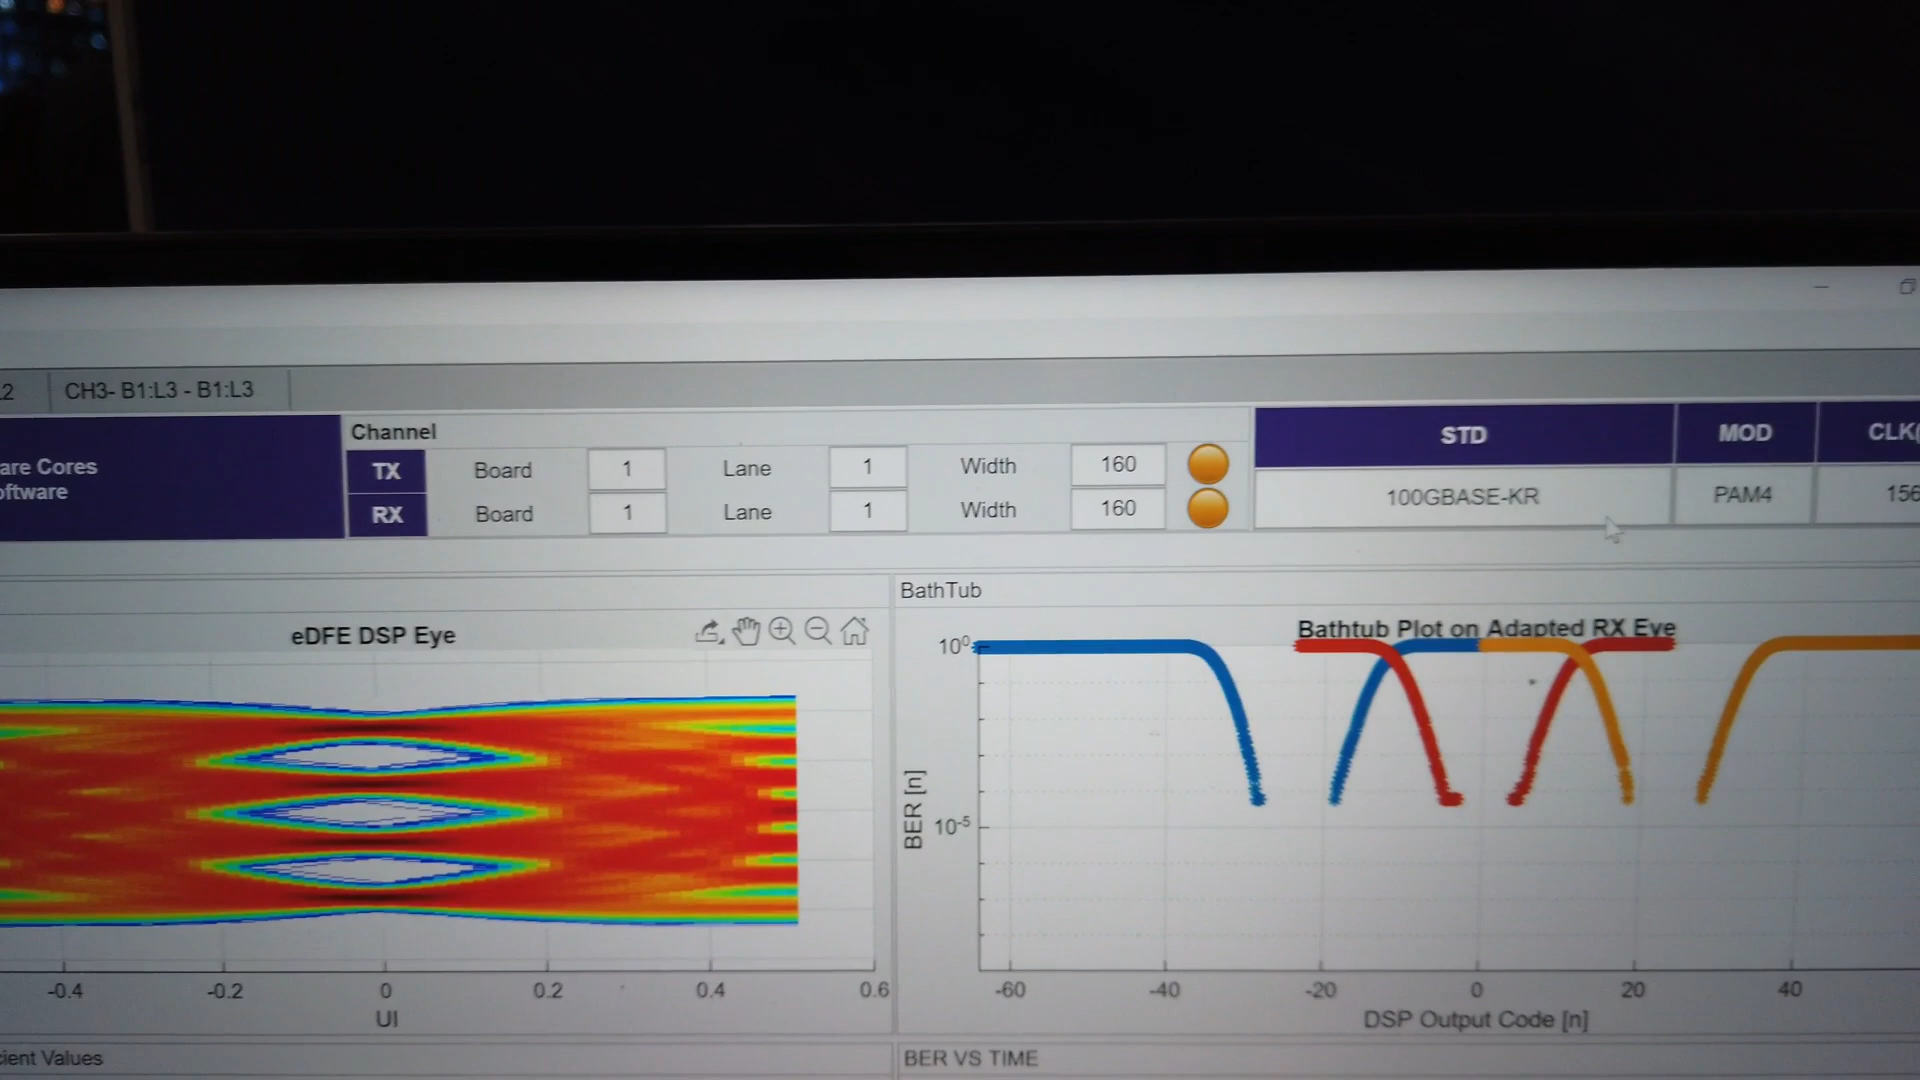 CH3- B1:L3 - B1:L3
Channel
TX Board 1 Lane 1 Width 160
RX Board 1 Lane 1 Width 160
STD MOD
100GBASE-KR PAM4 156
Cores
BathTub
eDFE DSP Eye
Bathtub Plot on Adapted RX Eye
10⁰
10⁻⁵
BER [n]
-0.4 -0.2 0 0.2 0.4 0.6
UI
-60 -40 -20 0 20 40
DSP Output Code [n]
Values
BER VS TIME